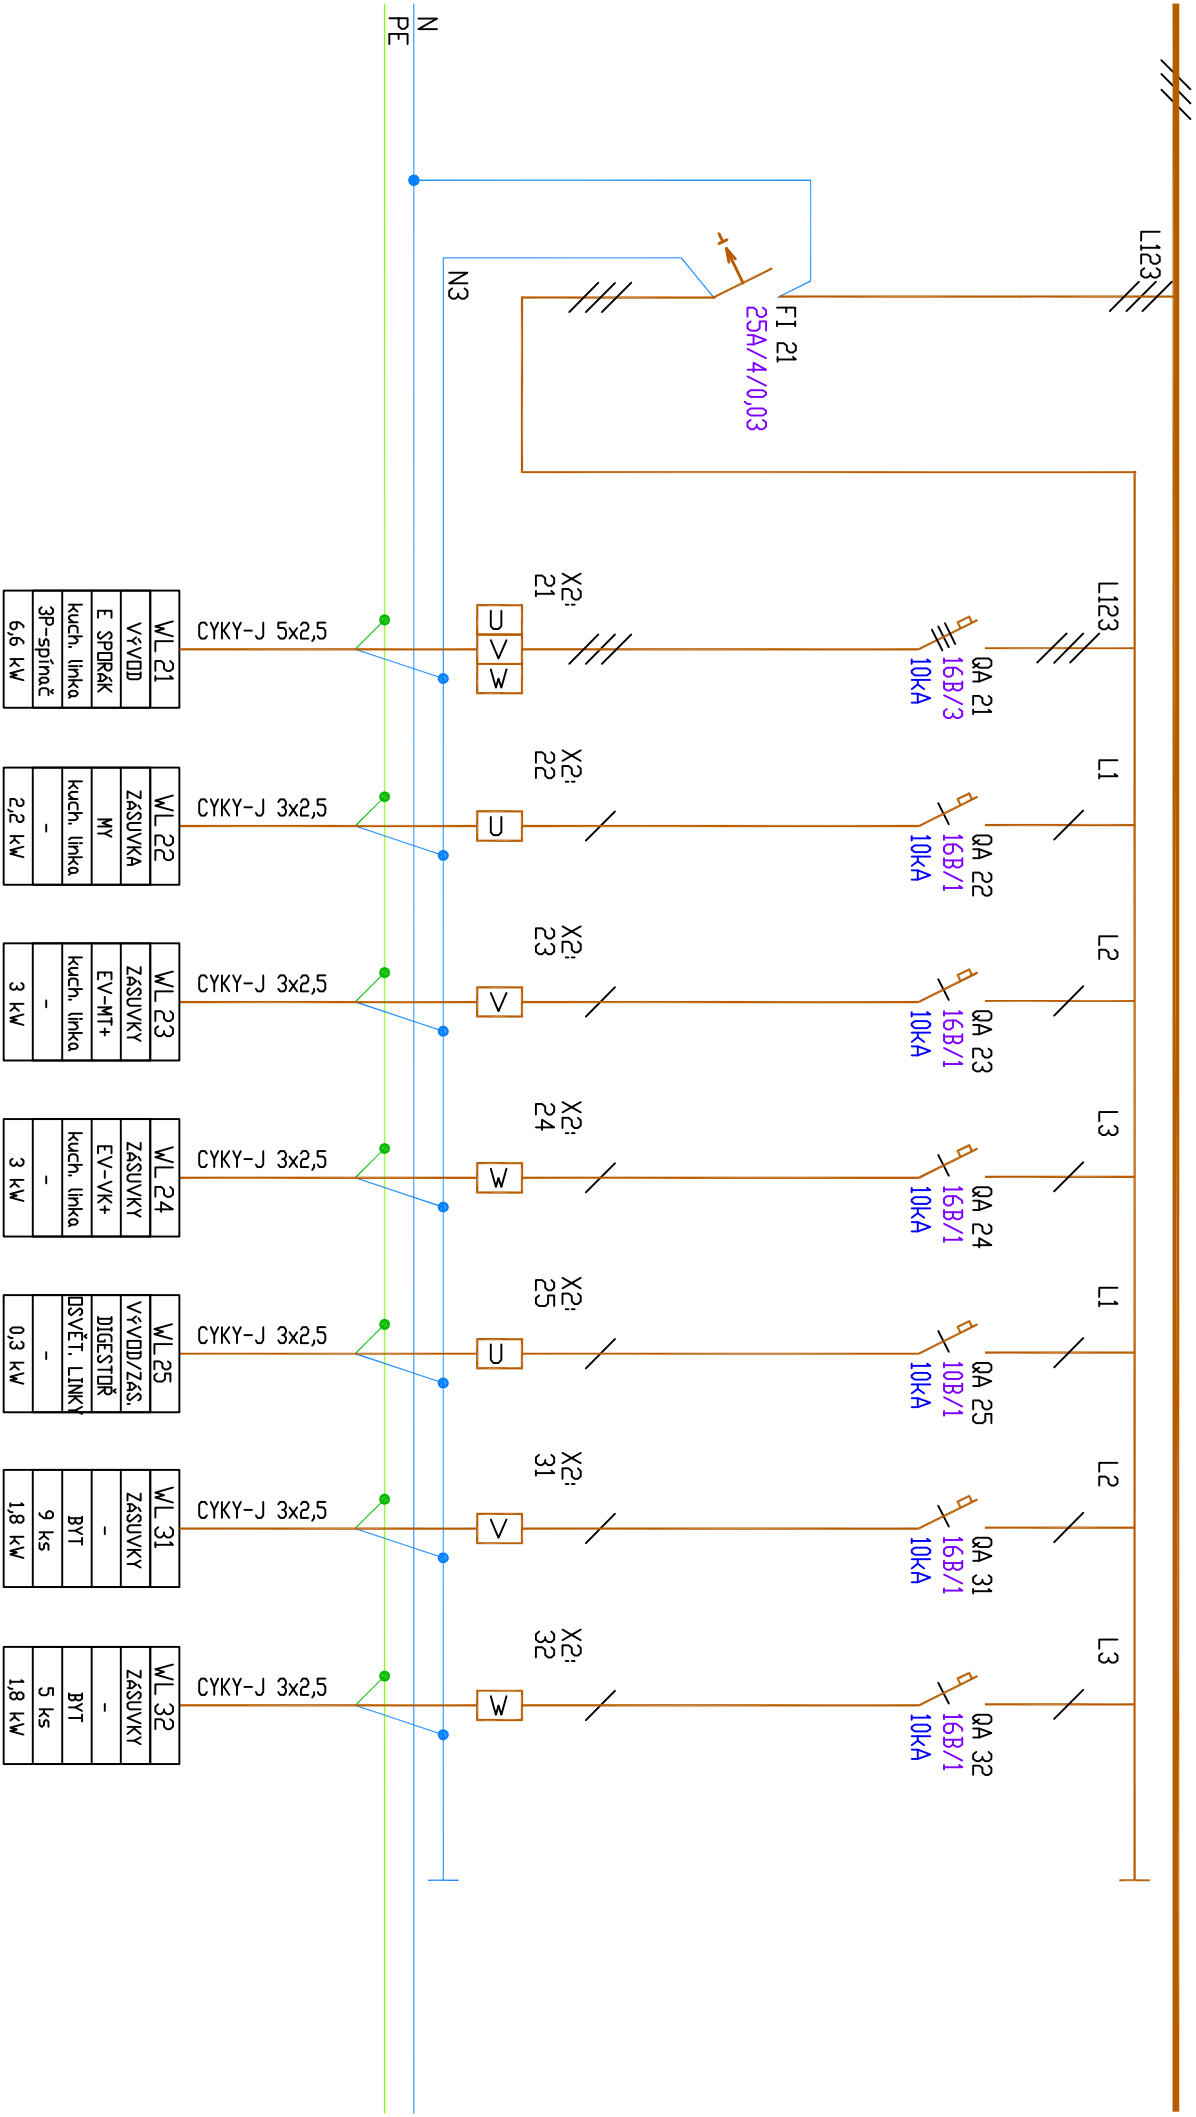 L123
N
PE
N3
FI 21
25A/4/0,03
L123
QA 21
16B/3
10kA
X2:
21
U
V
W
CYKY-J 5x2,5
WL 21
VÝVOD
E SPORÁK
kuch. linka
3P-spínač
6,6 kW
L1
QA 22
16B/1
10kA
X2:
22
U
CYKY-J 3x2,5
WL 22
ZÁSUVKA
MY
kuch. linka
-
2,2 kW
L2
QA 23
16B/1
10kA
X2:
23
V
CYKY-J 3x2,5
WL 23
ZÁSUVKY
EV-MT+
kuch. linka
-
3 kW
L3
QA 24
16B/1
10kA
X2:
24
W
CYKY-J 3x2,5
WL 24
ZÁSUVKY
EV-VK+
kuch. linka
-
3 kW
L1
QA 25
10B/1
10kA
X2:
25
U
CYKY-J 3x2,5
WL 25
VÝVOD/ZÁS.
DIGESTOŘ
OSVĚT. LINKY
-
0,3 kW
L2
QA 31
16B/1
10kA
X2:
31
V
CYKY-J 3x2,5
WL 31
ZÁSUVKY
-
BYT
9 ks
1,8 kW
L3
QA 32
16B/1
10kA
X2:
32
W
CYKY-J 3x2,5
WL 32
ZÁSUVKY
-
BYT
5 ks
1,8 kW